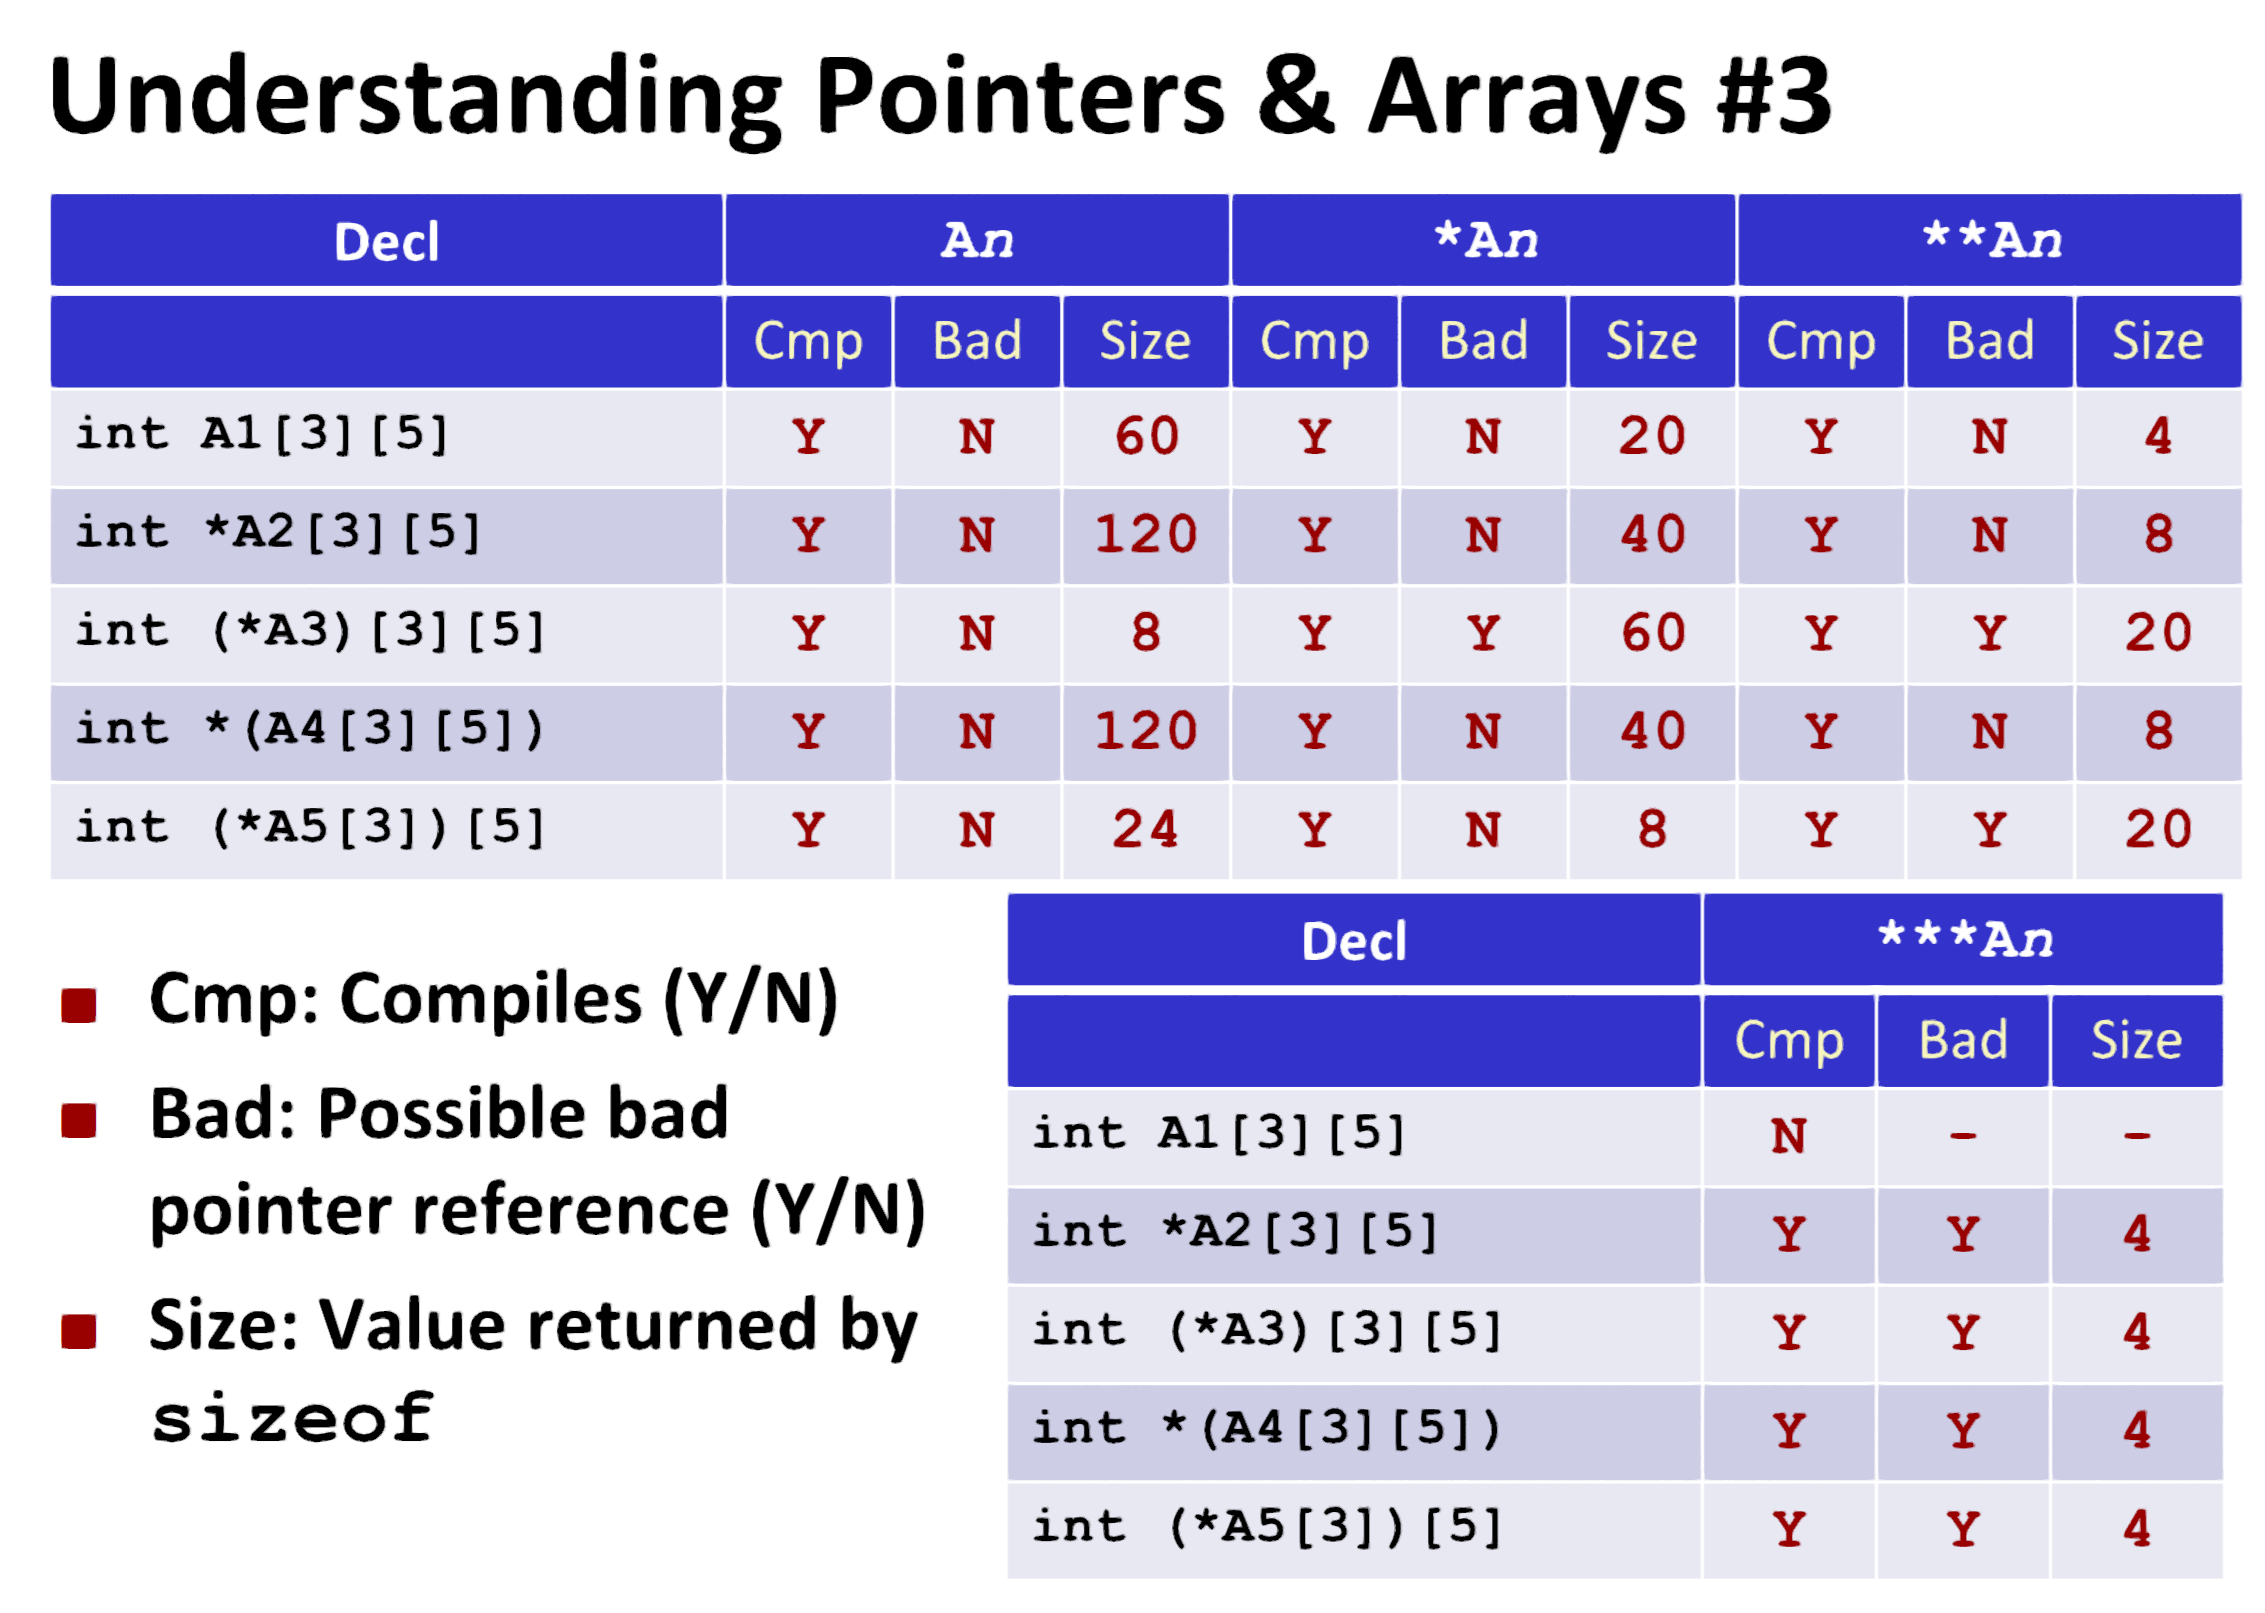 Understanding Pointers & Arrays #3
Decl An *An **An
Cmp Bad Size Cmp Bad Size Cmp Bad Size
int A1[3][5] Y N 60 Y N 20 Y N 4
int *A2[3][5] Y N 120 Y N 40 Y N 8
int (*A3)[3][5] Y N 8 Y Y 60 Y Y 20
int *(A4[3][5]) Y N 120 Y N 40 Y N 8
int (*A5[3])[5] Y N 24 Y N 8 Y Y 20
■ Cmp: Compiles (Y/N)
■ Bad: Possible bad
pointer reference (Y/N)
■ Size: Value returned by
sizeof
Decl ***An
Cmp Bad Size
int A1[3][5] N - -
int *A2[3][5] Y Y 4
int (*A3)[3][5] Y Y 4
int *(A4[3][5]) Y Y 4
int (*A5[3])[5] Y Y 4